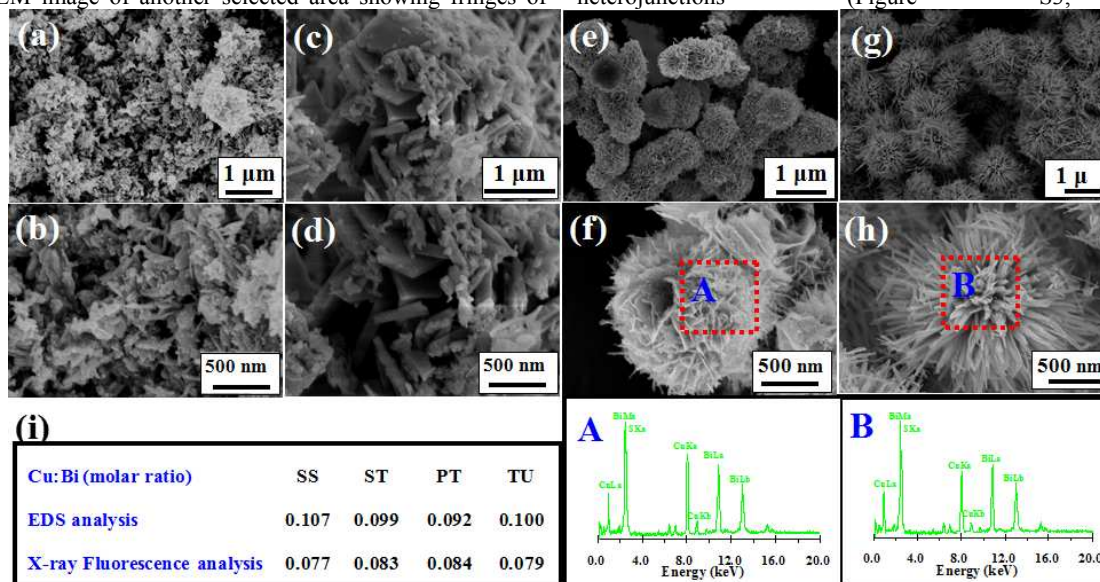 EM image of another selected area showing fringes of heterojunctions (Figure S5,
(a) (c) (e) (g)
1 μm 1 μm 1 μm 1 μ
(b) (d) (f) (h)
A B
500 nm 500 nm 500 nm 500 nm
(i)
Cu:Bi (molar ratio) SS ST PT TU
EDS analysis 0.107 0.099 0.092 0.100
X-ray Fluorescence analysis 0.077 0.083 0.084 0.079
A
BiMa
SKa
CuKa
BiLa
CuLa
BiLb
CuKb
0.0 4.0 8.0 12.0 16.0 20.0
Energy (keV)
B
BiMa
SKa
CuKa
BiLa
CuLa
BiLb
CuKb
0.0 4.0 8.0 12.0 16.0 20.0
Energy (keV)